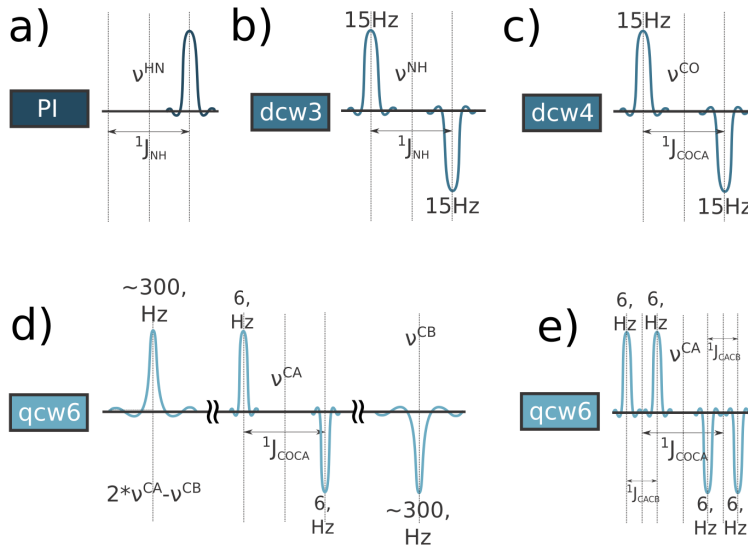 a)
PI
νᴴᴺ
¹J_NH
b)
dcw3
15Hz
νᴺᴴ
¹J_NH
15Hz
c)
dcw4
15Hz
ν^CO
¹J_COCA
15Hz
d)
qcw6
~300,
Hz
2*ν^CA-ν^CB
6,
Hz
ν^CA
¹J_COCA
6,
Hz
ν^CB
~300,
Hz
e)
qcw6
6, 6,
Hz Hz
ν^CA
¹J_CACB
¹J_COCA
¹J_CACB
6, 6,
Hz Hz